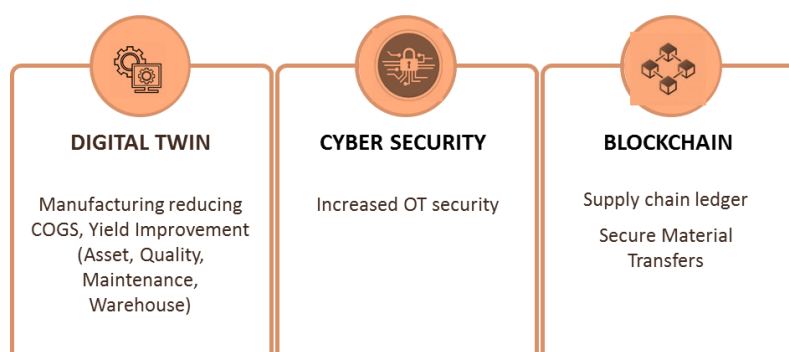 DIGITAL TWIN
Manufacturing reducing
COGS, Yield Improvement
(Asset, Quality,
Maintenance,
Warehouse)
CYBER SECURITY
Increased OT security
BLOCKCHAIN
Supply chain ledger
Secure Material
Transfers